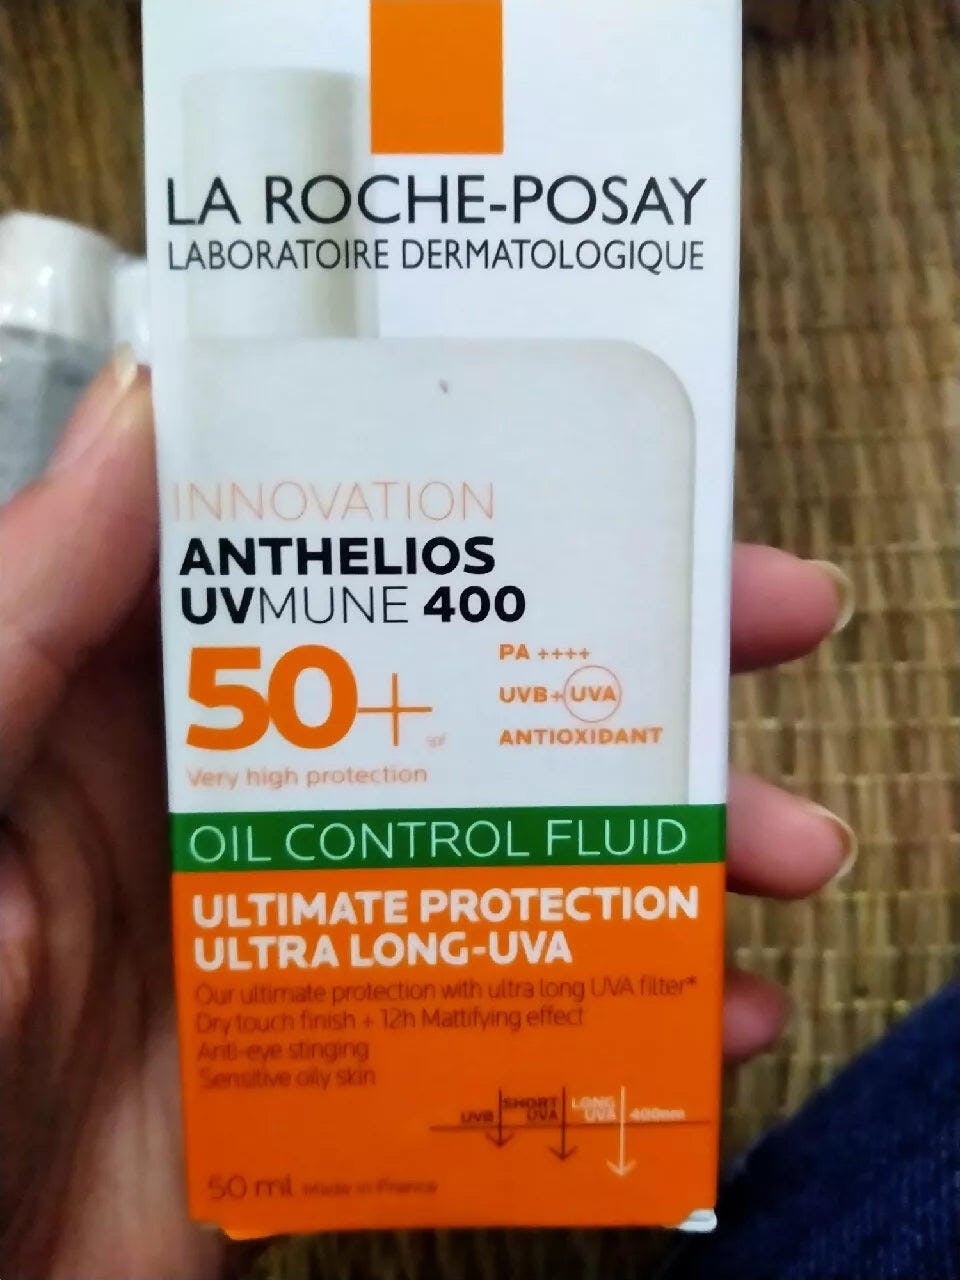 LA ROCHE-POSAY
LABORATOIRE DERMATOLOGIQUE
INNOVATION
ANTHELIOS
UVMUNE 400
50+
spf
Very high protection
PA ++++
UVB+UVA
ANTIOXIDANT
OIL CONTROL FLUID
ULTIMATE PROTECTION
ULTRA LONG-UVA
Our ultimate protection with ultra long UVA filter*
Dry touch finish + 12h Mattifying effect
Anti-eye stinging
Sensitive oily skin
UVB
SHORT
UVA
LONG
UVA
400nm
50 ml Made in France